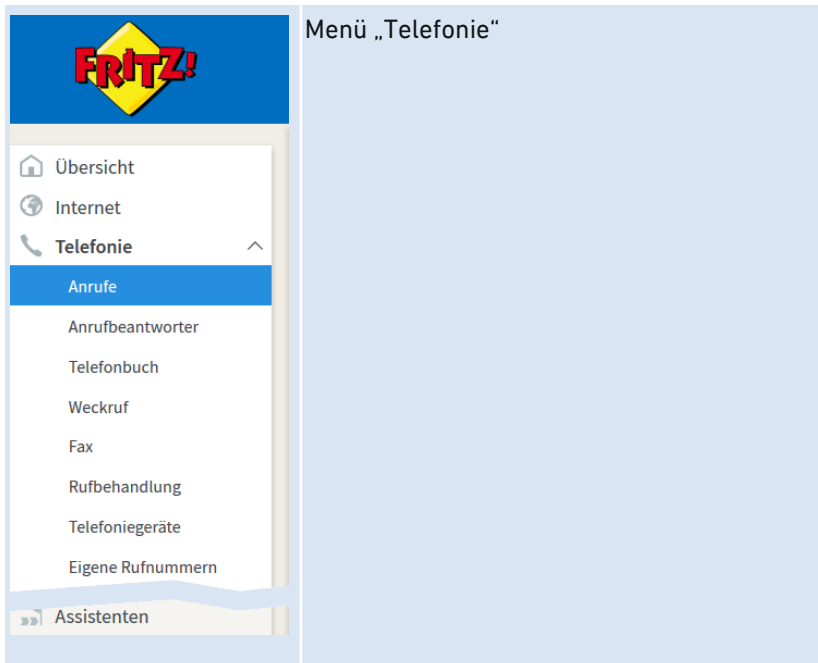 FRITZ!
Menü „Telefonie“
Übersicht
Internet
Telefonie
Anrufe
Anrufbeantworter
Telefonbuch
Weckruf
Fax
Rufbehandlung
Telefoniegeräte
Eigene Rufnummern
Assistenten